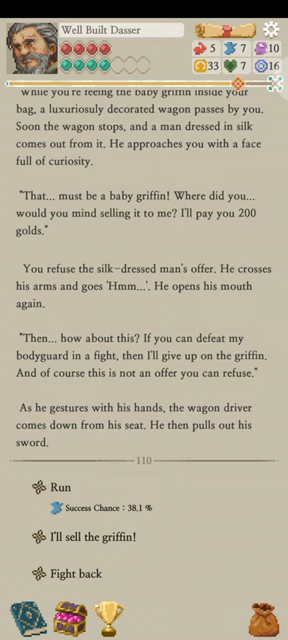 Well Built Dasser
5
7
10
33
7
16
while you're feeding the baby griffin inside your
bag, a luxuriosuly decorated wagon passes by you.
Soon the wagon stops, and a man dressed in silk
comes out from it. He approaches you with a face
full of curiosity.
"That... must be a baby griffin! Where did you...
would you mind selling it to me? I'll pay you 200
golds."
You refuse the silk-dressed man's offer. He crosses
his arms and goes 'Hmm...'. He opens his mouth
again.
"Then... how about this? If you can defeat my
bodyguard in a fight, then I'll give up on the griffin.
And of course this is not an offer you can refuse."
As he gestures with his hands, the wagon driver
comes down from his seat. He then pulls out his
sword.
110
Run
Success Chance : 38.1 %
I'll sell the griffin!
Fight back